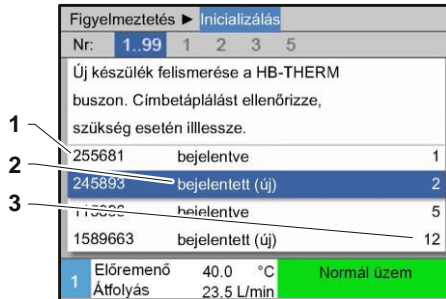 Figyelmeztetés ▶ Inicializálás
Nr: 1..99 1 2 3 5
Új készülék felismerése a HB-THERM
buszon. Címbetáplálást ellenőrizze,
szükség esetén illlessze.
1
255681 bejelentve 1
2
245893 bejelentett (új) 2
3
bejelentve 5
1589663 bejelentett (új) 12
1 Előremenő 40.0 °C Normál üzem
Átfolyás 23.5 L/min